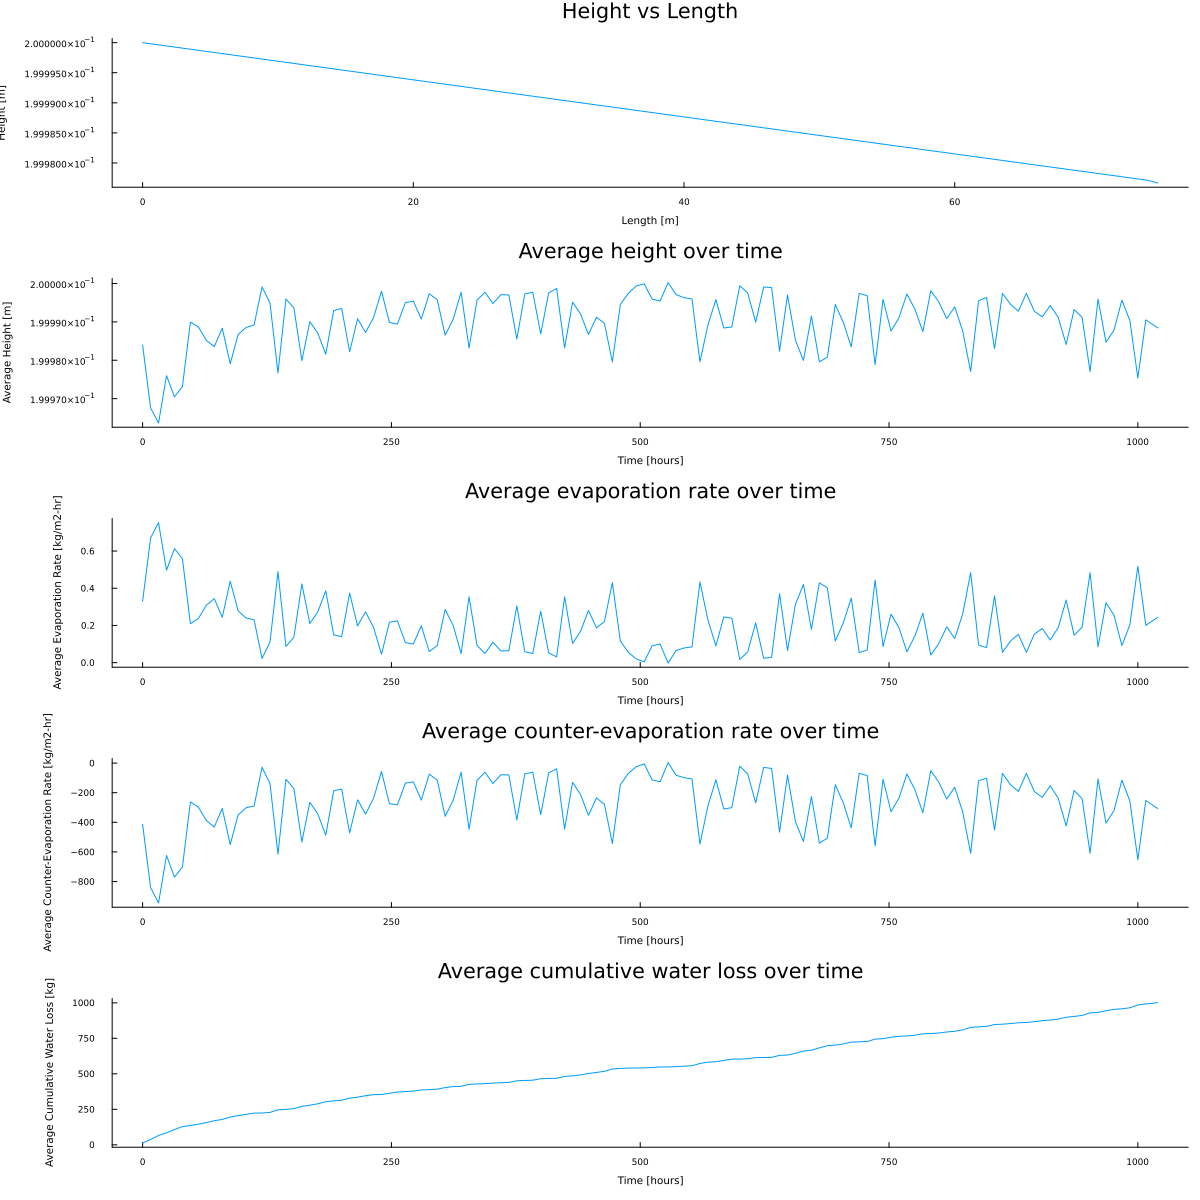 Height vs Length
Height [m]
2.000000×10⁻¹
1.999950×10⁻¹
1.999900×10⁻¹
1.999850×10⁻¹
1.999800×10⁻¹
0 20 40 60
Length [m]
Average height over time
Average Height [m]
2.00000×10⁻¹
1.99990×10⁻¹
1.99980×10⁻¹
1.99970×10⁻¹
0 250 500 750 1000
Time [hours]
Average evaporation rate over time
Average Evaporation Rate [kg/m2-hr]
0.6
0.4
0.2
0.0
0 250 500 750 1000
Time [hours]
Average counter-evaporation rate over time
Average Counter-Evaporation Rate [kg/m2-hr]
0
−200
−400
−600
−800
0 250 500 750 1000
Time [hours]
Average cumulative water loss over time
Average Cumulative Water Loss [kg]
1000
750
500
250
0
0 250 500 750 1000
Time [hours]